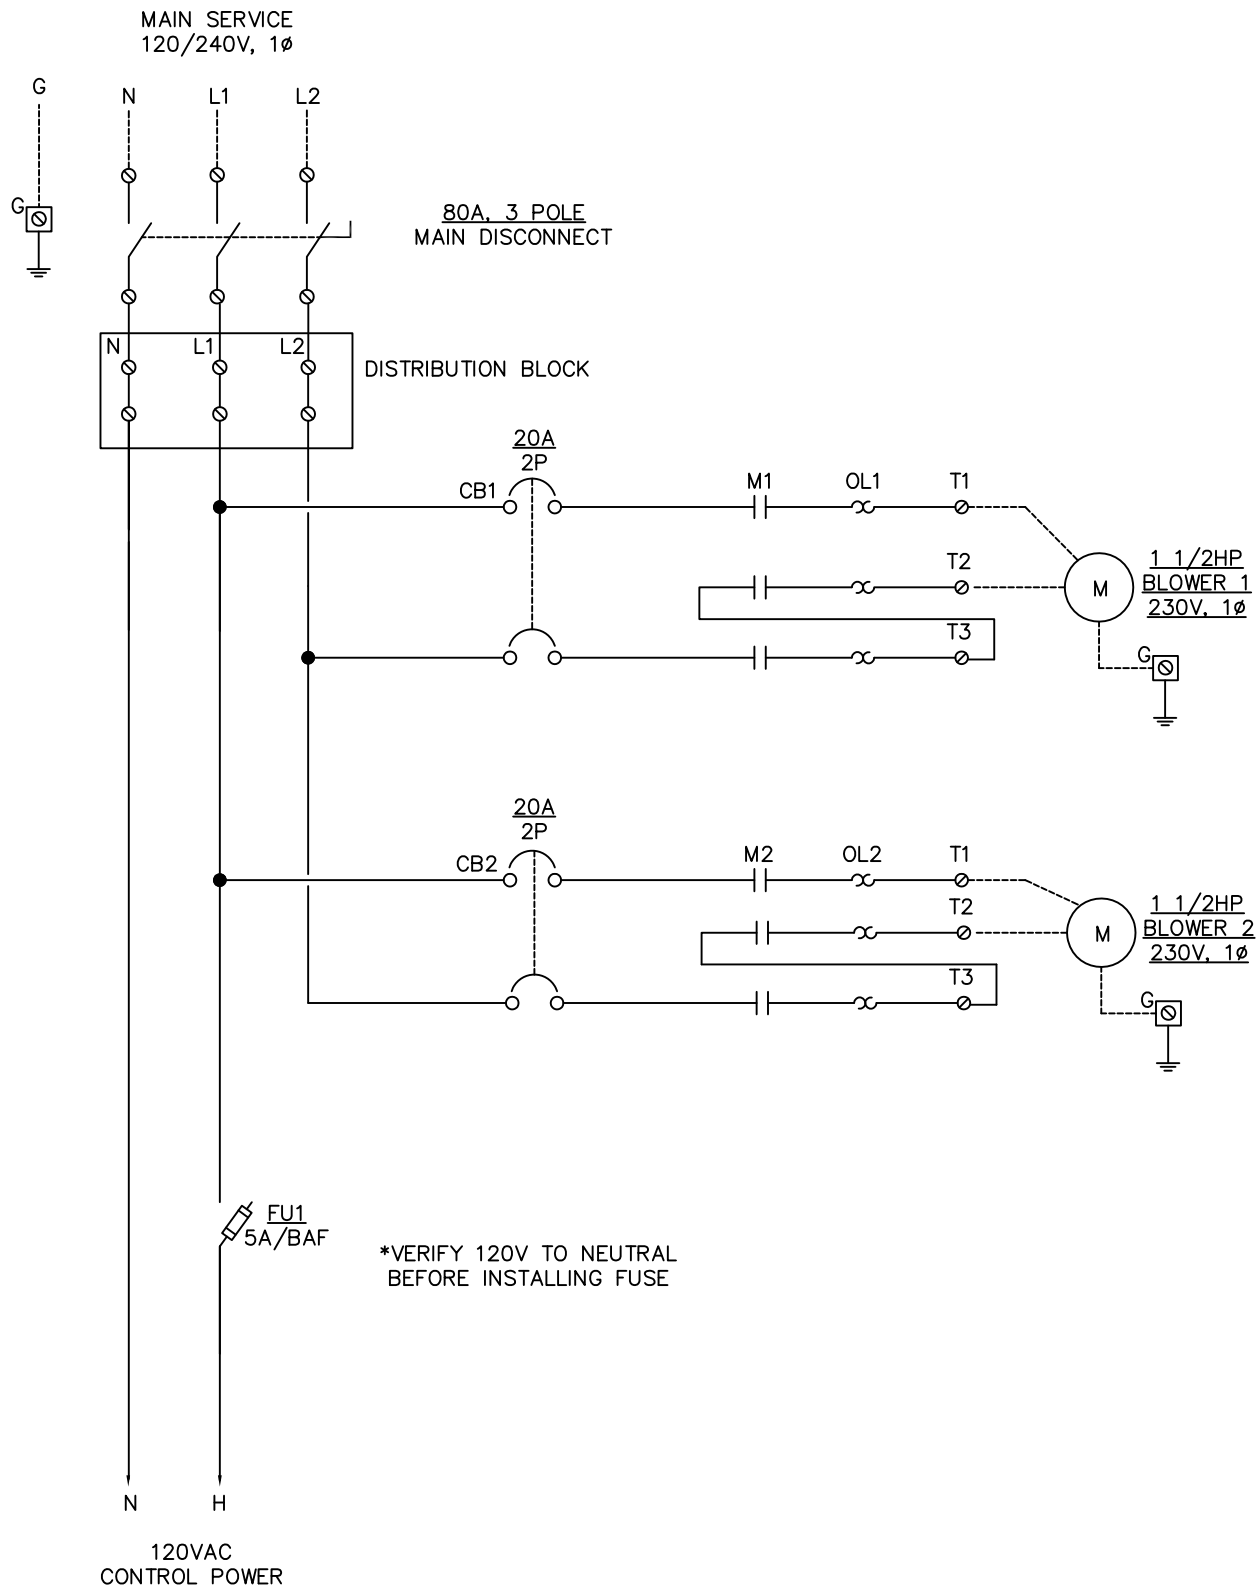 MAIN SERVICE
120/240V, 1ø
G
N L1 L2
G
80A, 3 POLE
MAIN DISCONNECT
N L1 L2
DISTRIBUTION BLOCK
20A
2P
CB1
M1 OL1 T1
T2
1 1/2HP
BLOWER 1
230V, 1ø
M
T3
G
20A
2P
CB2
M2 OL2 T1
T2
1 1/2HP
BLOWER 2
230V, 1ø
M
T3
G
FU1
5A/BAF
*VERIFY 120V TO NEUTRAL
BEFORE INSTALLING FUSE
N H
120VAC
CONTROL POWER